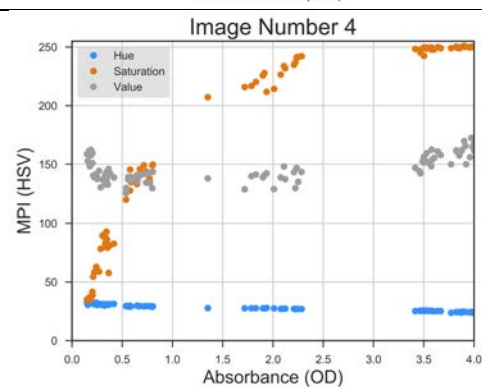 Image Number 4
250
200
150
100
50
0
MPI (HSV)
Hue
Saturation
Value
0.0 0.5 1.0 1.5 2.0 2.5 3.0 3.5 4.0
Absorbance (OD)